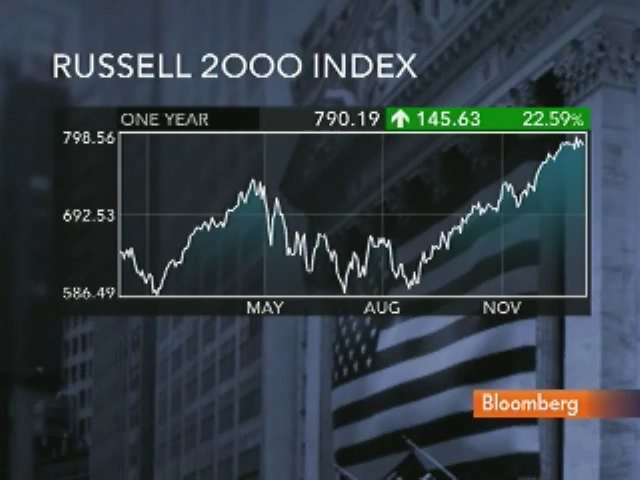 RUSSELL 2000 INDEX
ONE YEAR 790.19 145.63 22.59%
798.56
692.53
586.49
MAY AUG NOV
Bloomberg